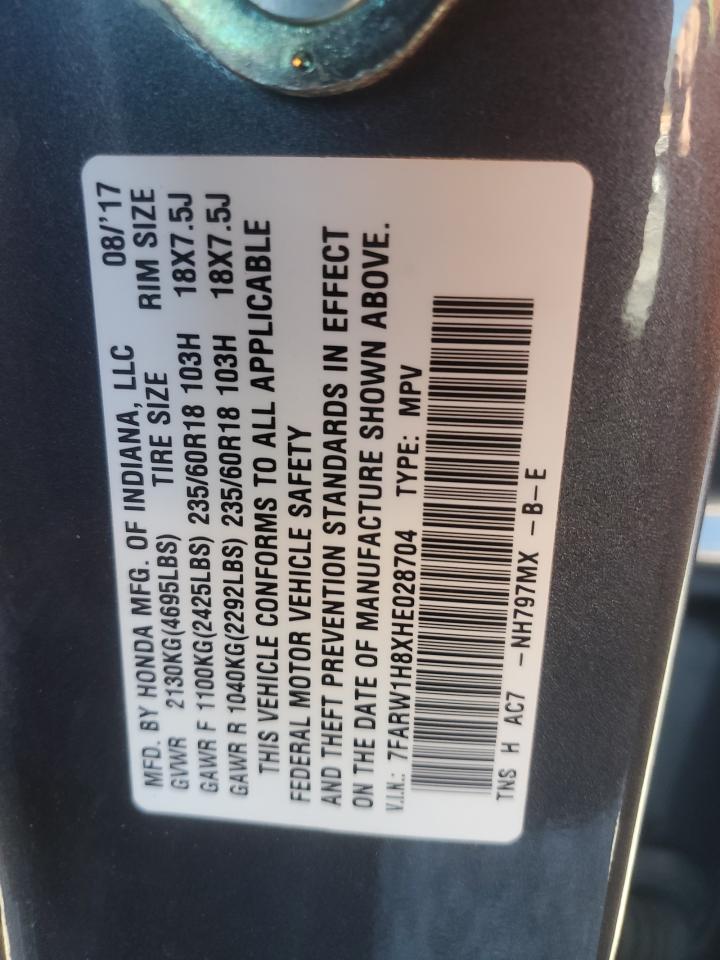 MFD. BY HONDA MFG. OF INDIANA, LLC 08/'17
GVWR 2130KG(4695LBS) TIRE SIZE RIM SIZE
GAWR F 1100KG(2425LBS) 235/60R18 103H 18X7.5J
GAWR R 1040KG(2292LBS) 235/60R18 103H 18X7.5J
THIS VEHICLE CONFORMS TO ALL APPLICABLE
FEDERAL MOTOR VEHICLE SAFETY
AND THEFT PREVENTION STANDARDS IN EFFECT
ON THE DATE OF MANUFACTURE SHOWN ABOVE.
V.I.N.: 7FARW1H8XHE028704 TYPE: MPV
TNS H AC7 -NH797MX -B-E